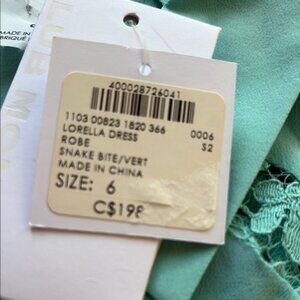 MADE IN
400028726041
1103 00823 1820 366 0006
LORELLA DRESS S2
ROBE
SNAKE BITE/VERT
MADE IN CHINA
SIZE: 6
C$198